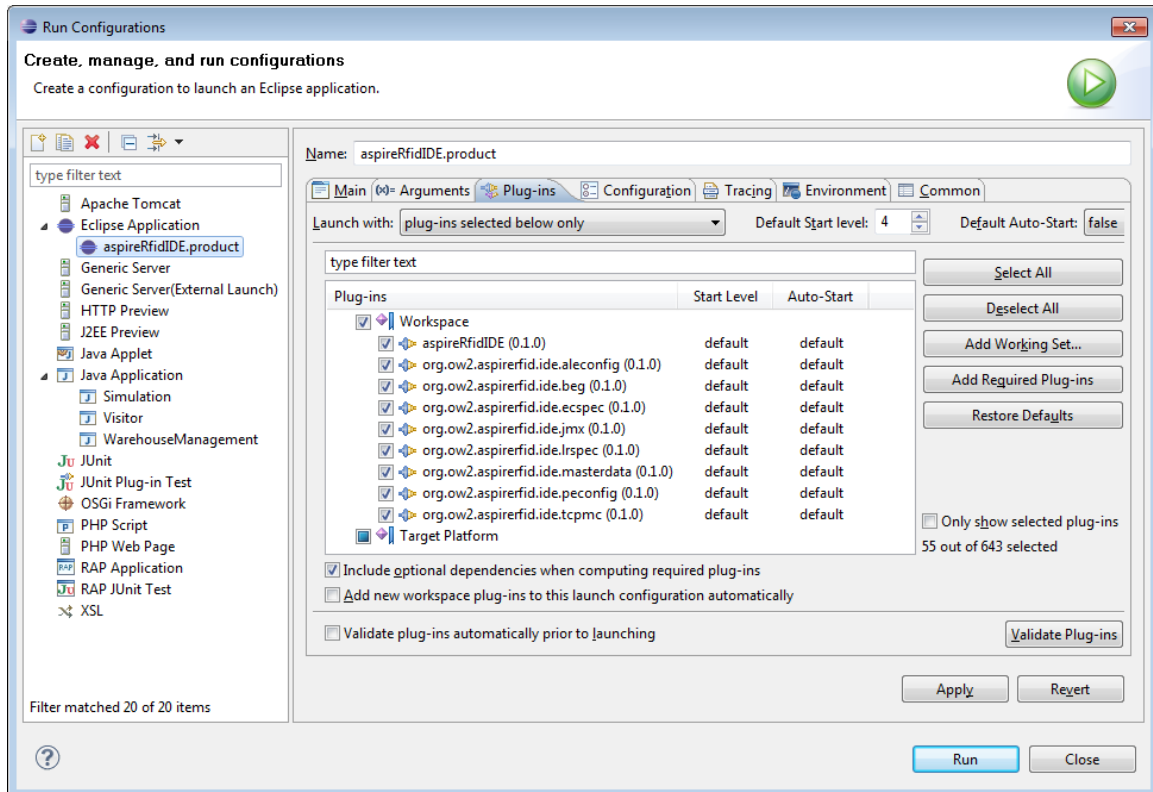 Run Configurations
Create, manage, and run configurations
Create a configuration to launch an Eclipse application.
type filter text
Apache Tomcat
Eclipse Application
aspireRfidIDE.product
Generic Server
Generic Server(External Launch)
HTTP Preview
J2EE Preview
Java Applet
Java Application
Simulation
Visitor
WarehouseManagement
JUnit
JUnit Plug-in Test
OSGi Framework
PHP Script
PHP Web Page
RAP Application
RAP JUnit Test
XSL
Filter matched 20 of 20 items
Name: aspireRfidIDE.product
Main (x)= Arguments Plug-ins Configuration Tracing Environment Common
Launch with: plug-ins selected below only Default Start level: 4 Default Auto-Start: false
type filter text
Plug-ins Start Level Auto-Start
Workspace
aspireRfidIDE (0.1.0) default default
org.ow2.aspirerfid.ide.aleconfig (0.1.0) default default
org.ow2.aspirerfid.ide.beg (0.1.0) default default
org.ow2.aspirerfid.ide.ecspec (0.1.0) default default
org.ow2.aspirerfid.ide.jmx (0.1.0) default default
org.ow2.aspirerfid.ide.lrspec (0.1.0) default default
org.ow2.aspirerfid.ide.masterdata (0.1.0) default default
org.ow2.aspirerfid.ide.peconfig (0.1.0) default default
org.ow2.aspirerfid.ide.tcpmc (0.1.0) default default
Target Platform
Select All
Deselect All
Add Working Set...
Add Required Plug-ins
Restore Defaults
Only show selected plug-ins
55 out of 643 selected
Include optional dependencies when computing required plug-ins
Add new workspace plug-ins to this launch configuration automatically
Validate plug-ins automatically prior to launching
Validate Plug-ins
Apply Revert
Run Close